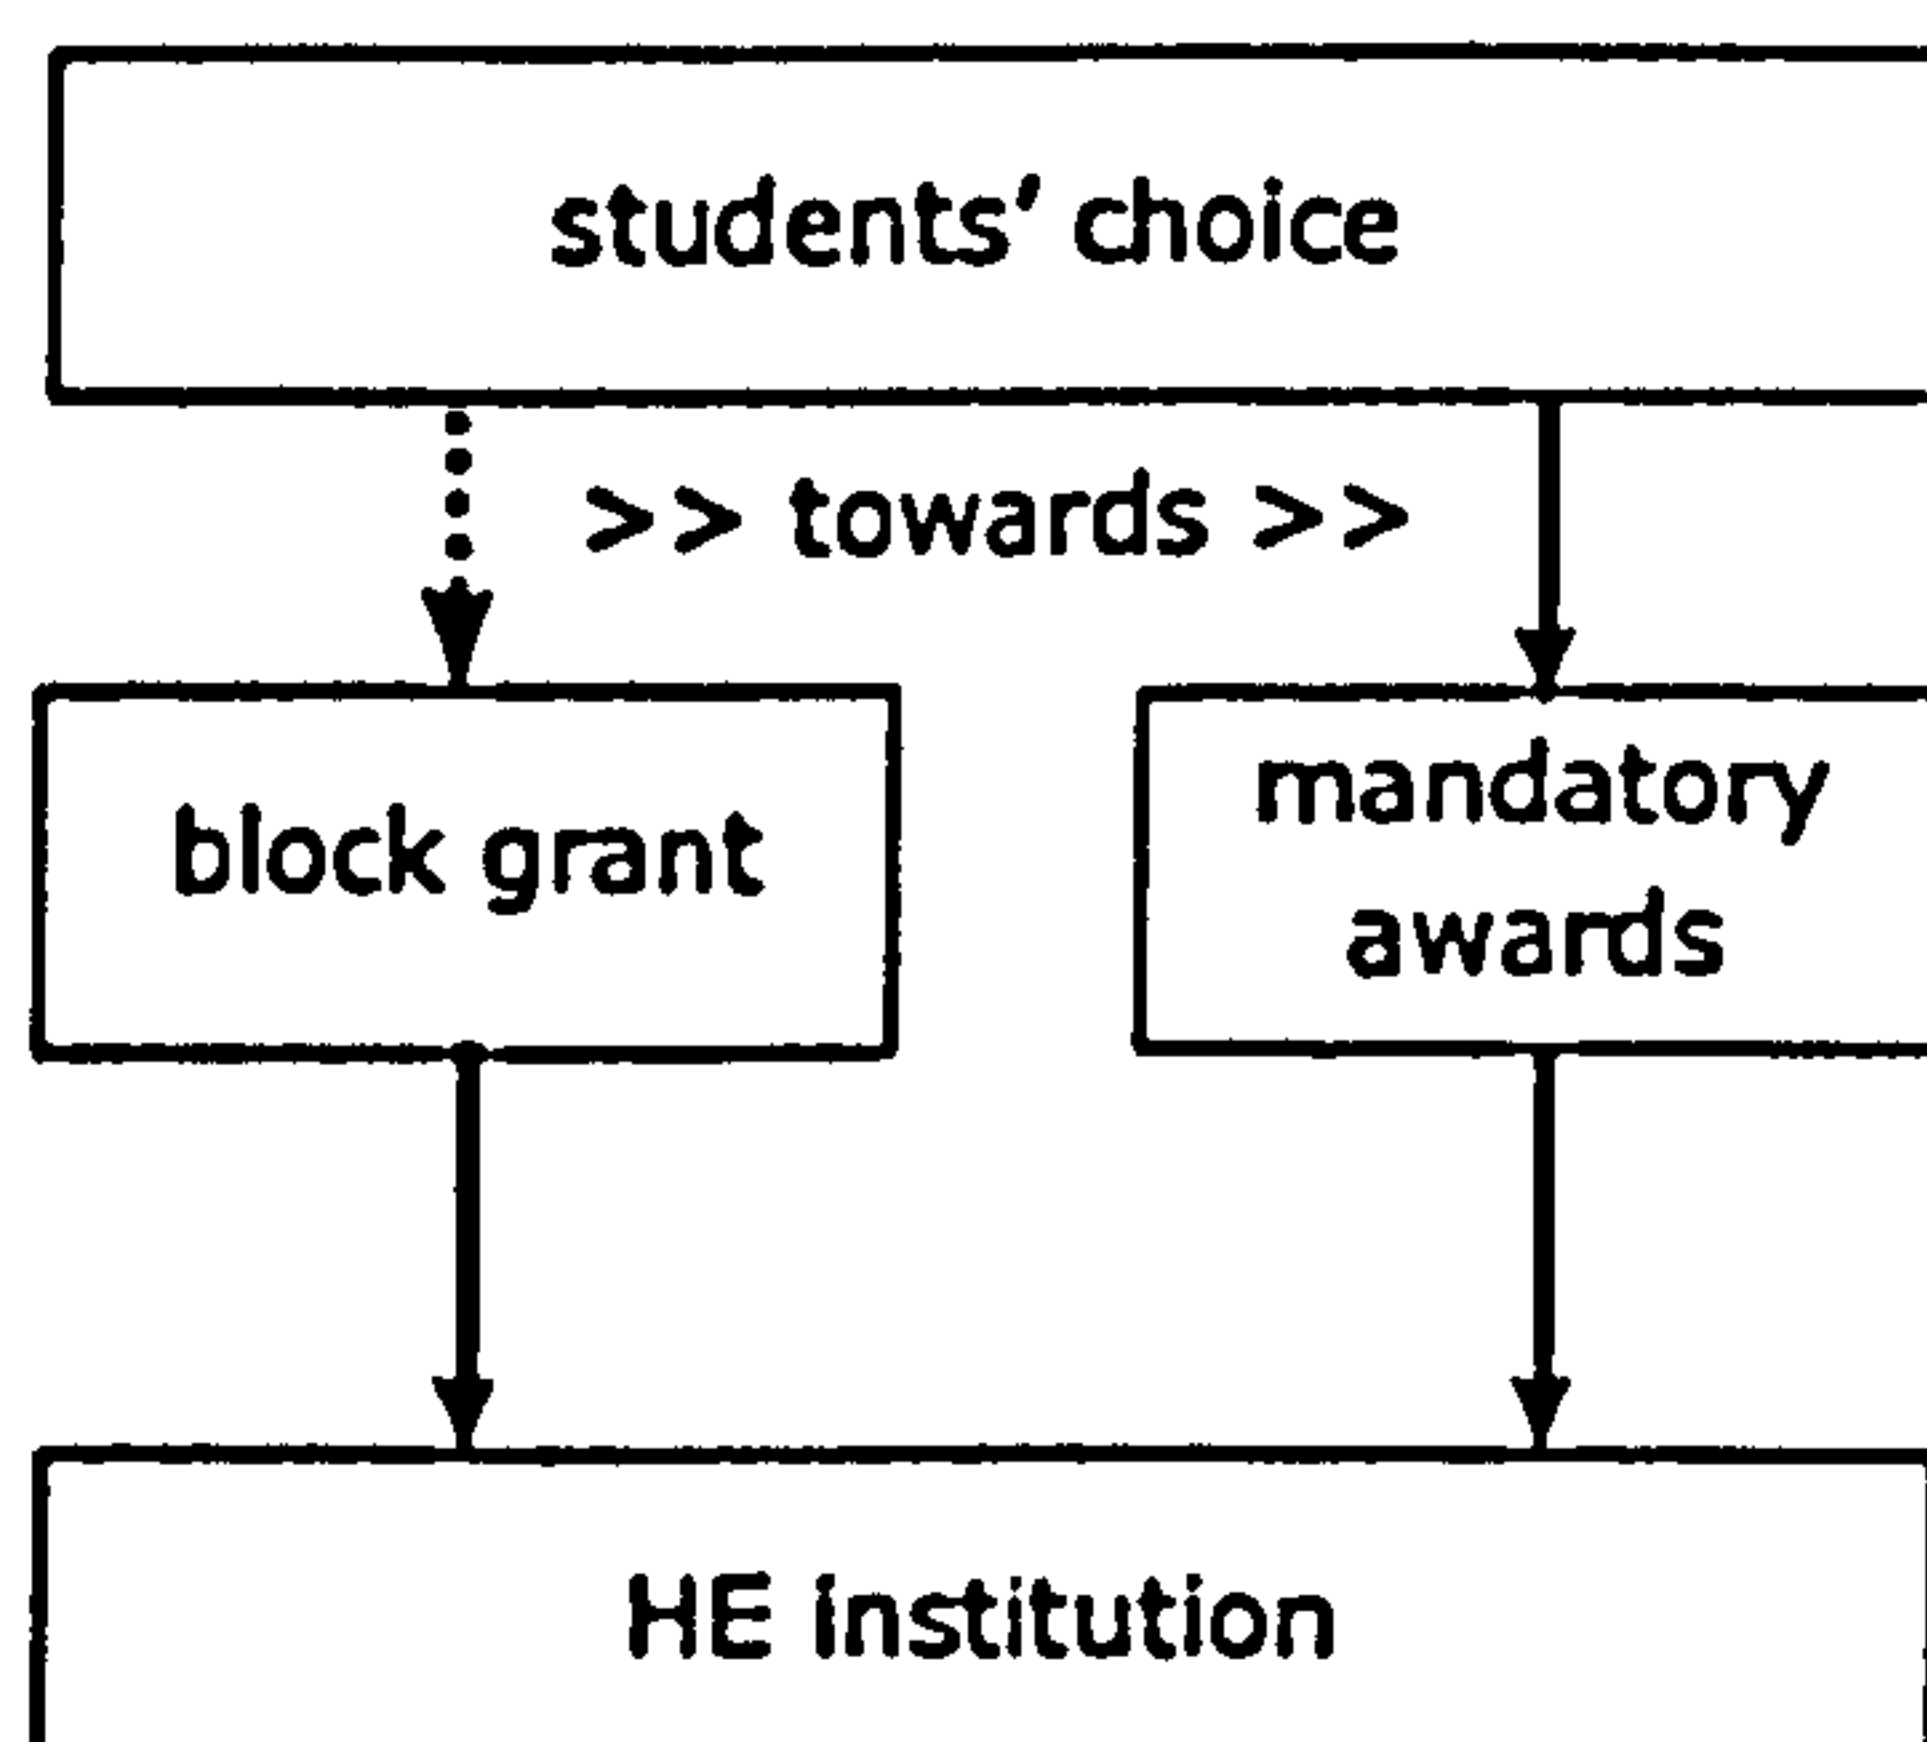 students' choice
>> towards >>
block grant
mandatory
awards
HE institution